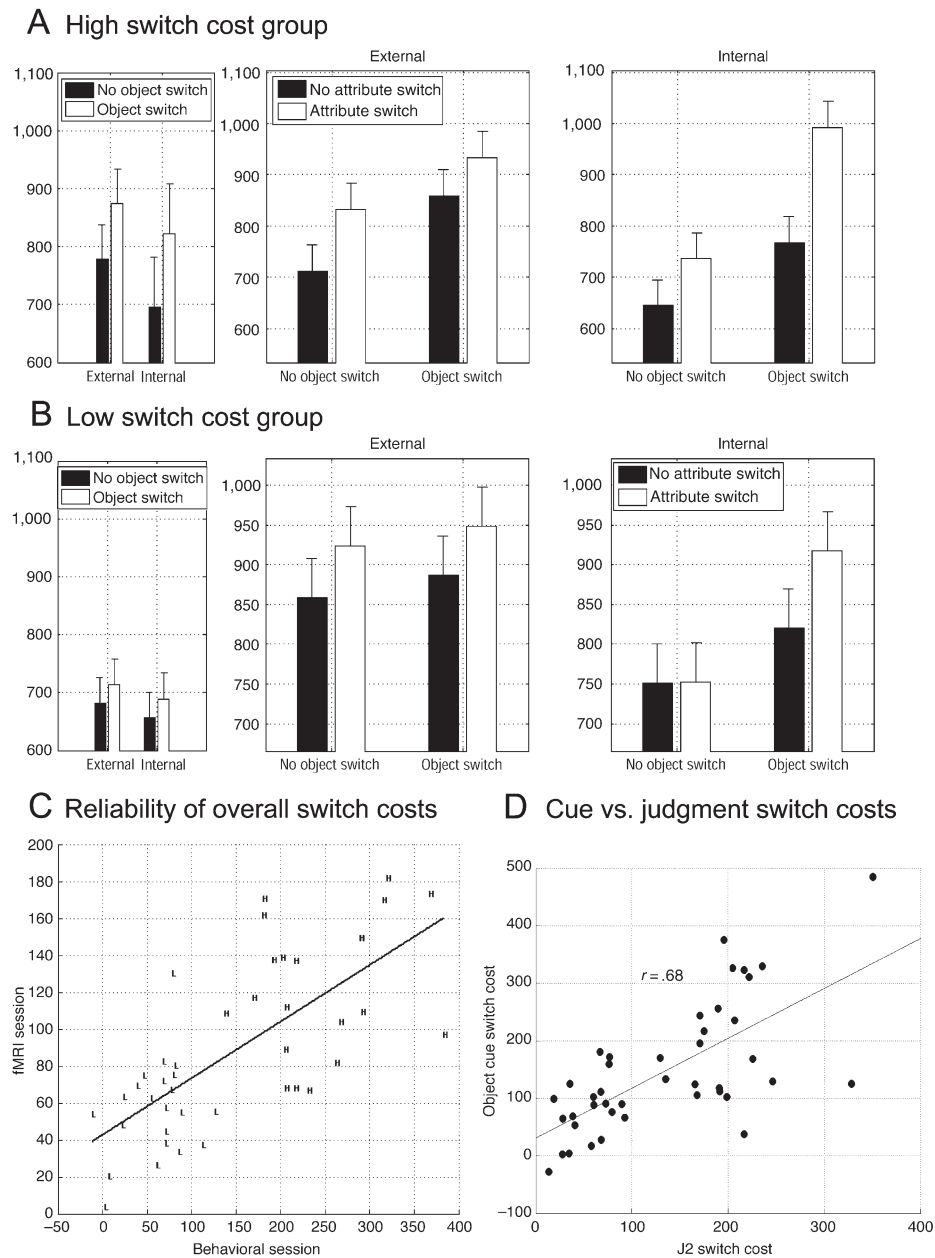 A High switch cost group
External
Internal
1,100
1,000
900
800
700
600
No object switch
Object switch
External Internal
1,100
1,000
900
800
700
600
No attribute switch
Attribute switch
No object switch
Object switch
1,100
1,000
900
800
700
600
No object switch
Object switch
B Low switch cost group
External
Internal
1,100
1,000
900
800
700
600
No object switch
Object switch
External Internal
1,000
950
900
850
800
750
700
No object switch
Object switch
1,000
950
900
850
800
750
700
No attribute switch
Attribute switch
No object switch
Object switch
C Reliability of overall switch costs
200
180
160
140
120
100
80
60
40
20
0
fMRI session
–50 0 50 100 150 200 250 300 350 400
Behavioral session
D Cue vs. judgment switch costs
500
400
300
200
100
0
–100
Object cue switch cost
r = .68
0 100 200 300 400
J2 switch cost